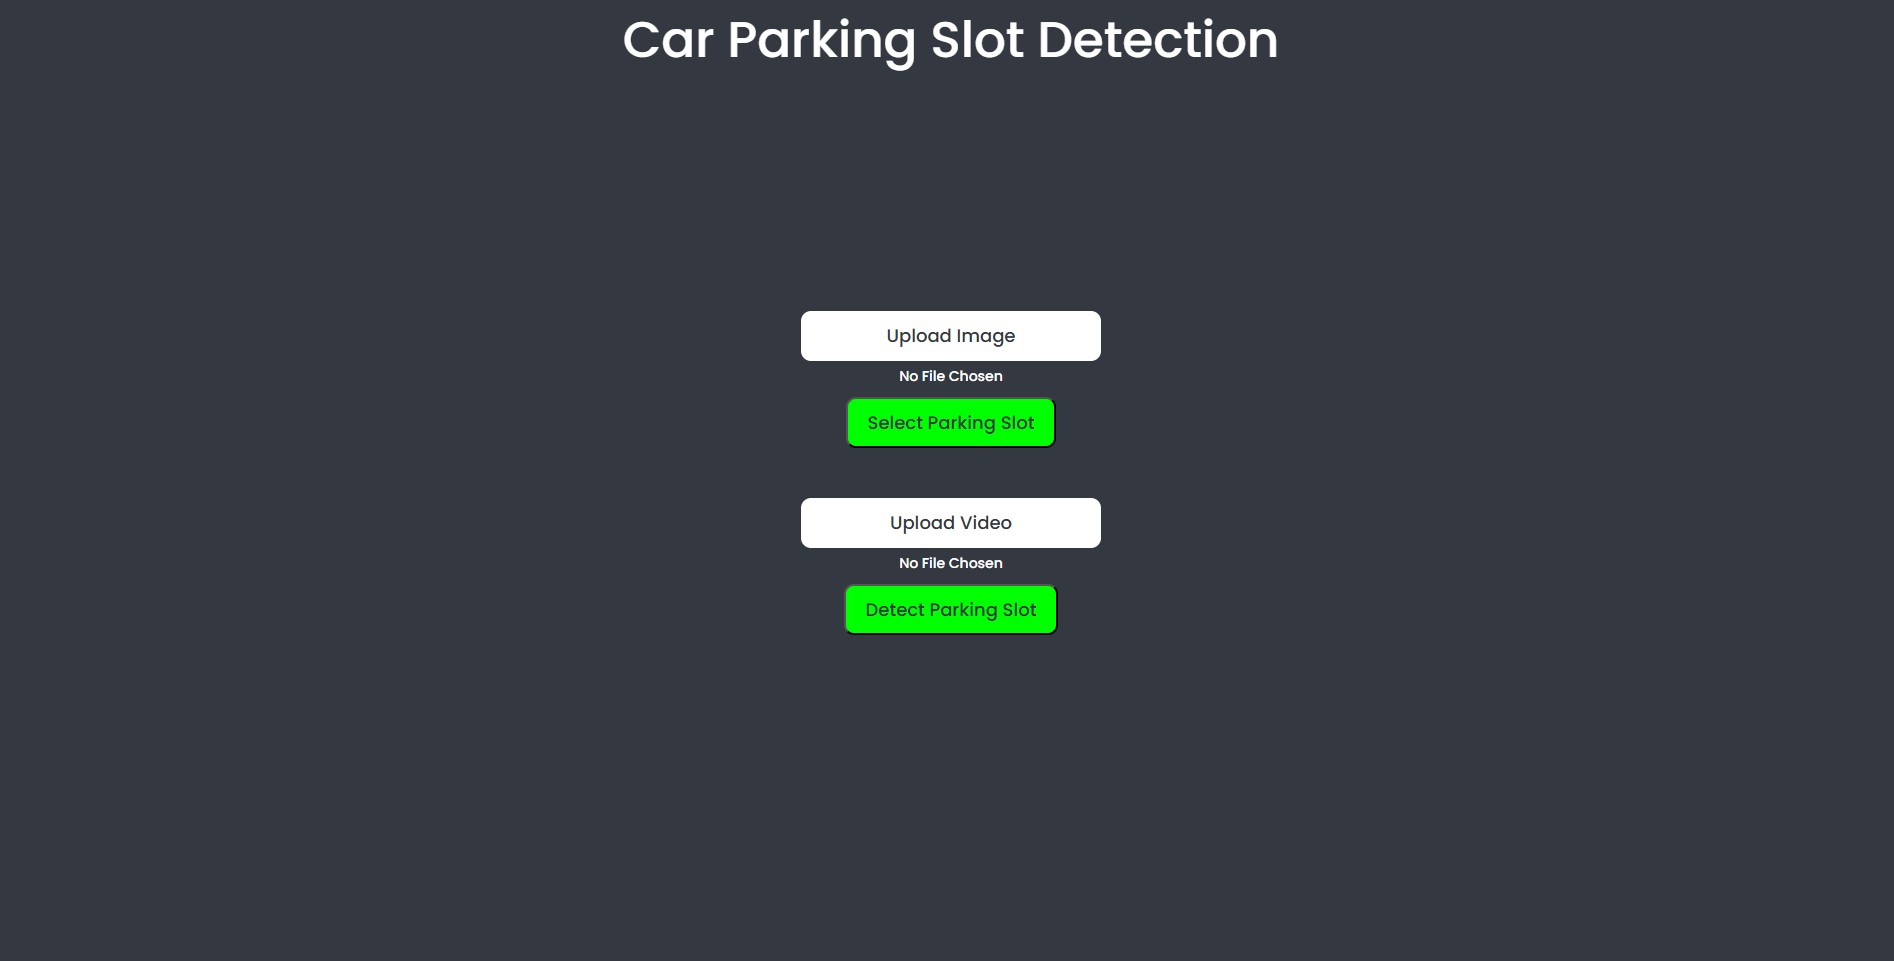 Car Parking Slot Detection
Upload Image
No File Chosen
Select Parking Slot
Upload Video
No File Chosen
Detect Parking Slot